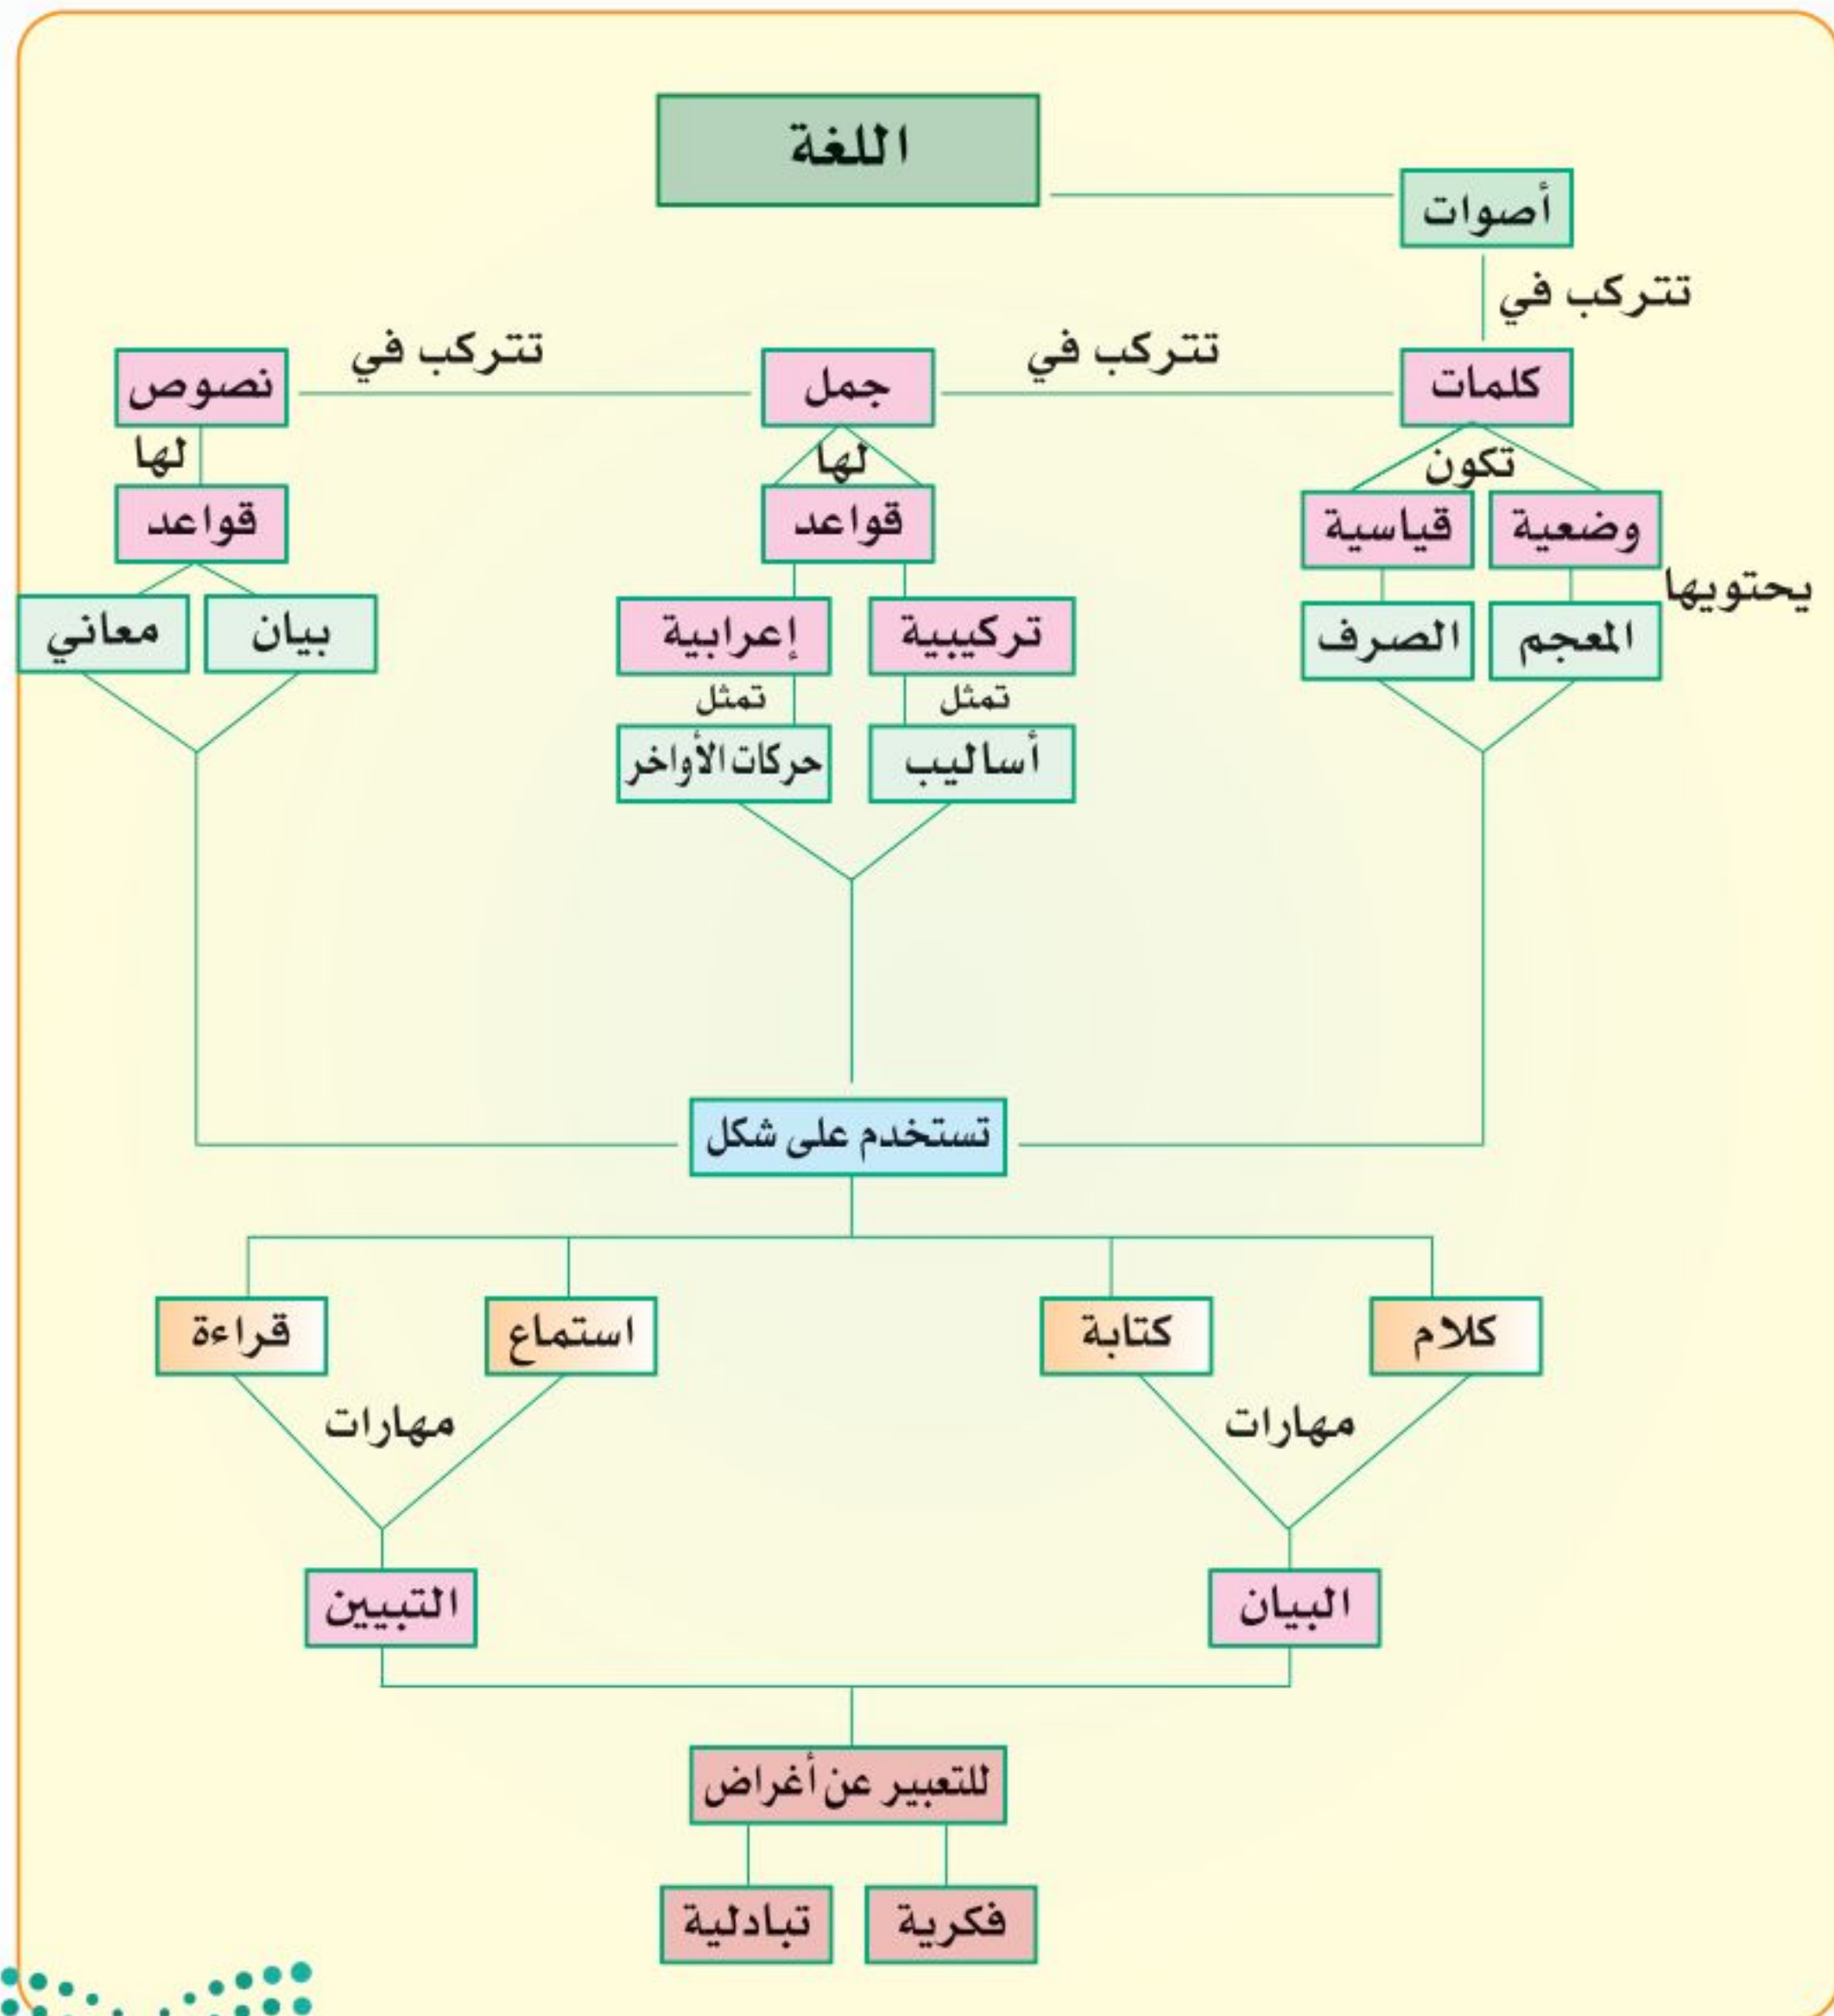 اللغة
أصوات
تتركب في
كلمات
تتركب في
جمل
تتركب في
نصوص
تكون
لها
لها
وضعية
قياسية
قواعد
قواعد
يحتويها
المعجم
الصرف
تركيبية
إعرابية
بيان
معاني
تمثل
تمثل
أساليب
حركات الأواخر
تستخدم على شكل
كلام
كتابة
استماع
قراءة
مهارات
مهارات
البيان
التبيين
للتعبير عن أغراض
فكرية
تبادلية